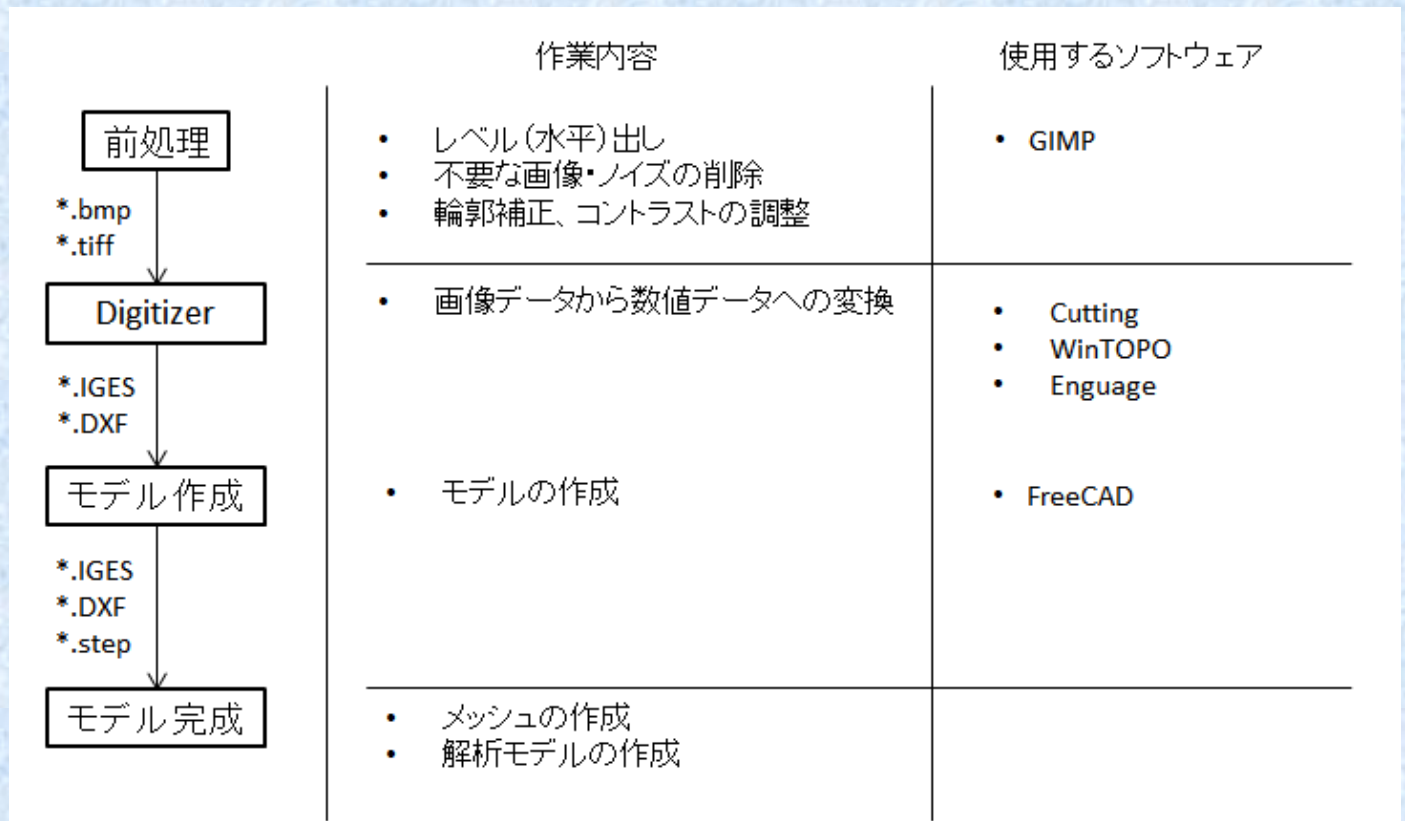 作業内容
使用するソフトウェア
前処理
• レベル(水平)出し
• 不要な画像・ノイズの削除
• 輪郭補正、コントラストの調整
• GIMP
*.bmp
*.tiff
Digitizer
• 画像データから数値データへの変換
• Cutting
• WinTOPO
• Enguage
*.IGES
*.DXF
モデル作成
• モデルの作成
• FreeCAD
*.IGES
*.DXF
*.step
モデル完成
• メッシュの作成
• 解析モデルの作成